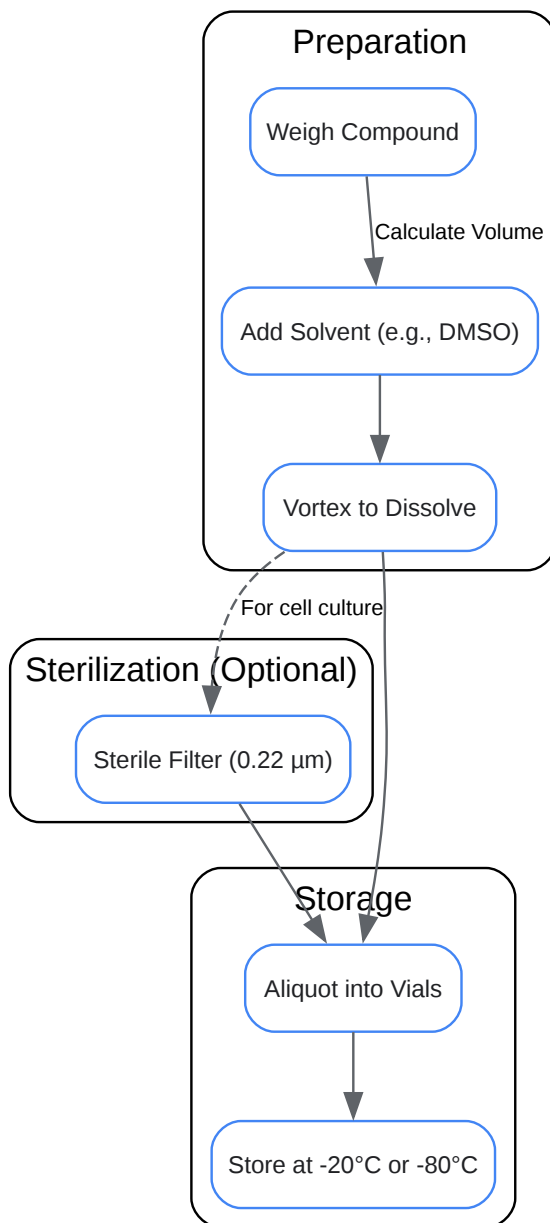 Preparation
Weigh Compound
Calculate Volume
Add Solvent (e.g., DMSO)
Vortex to Dissolve
For cell culture
Sterilization (Optional)
Sterile Filter (0.22 µm)
Storage
Aliquot into Vials
Store at -20°C or -80°C